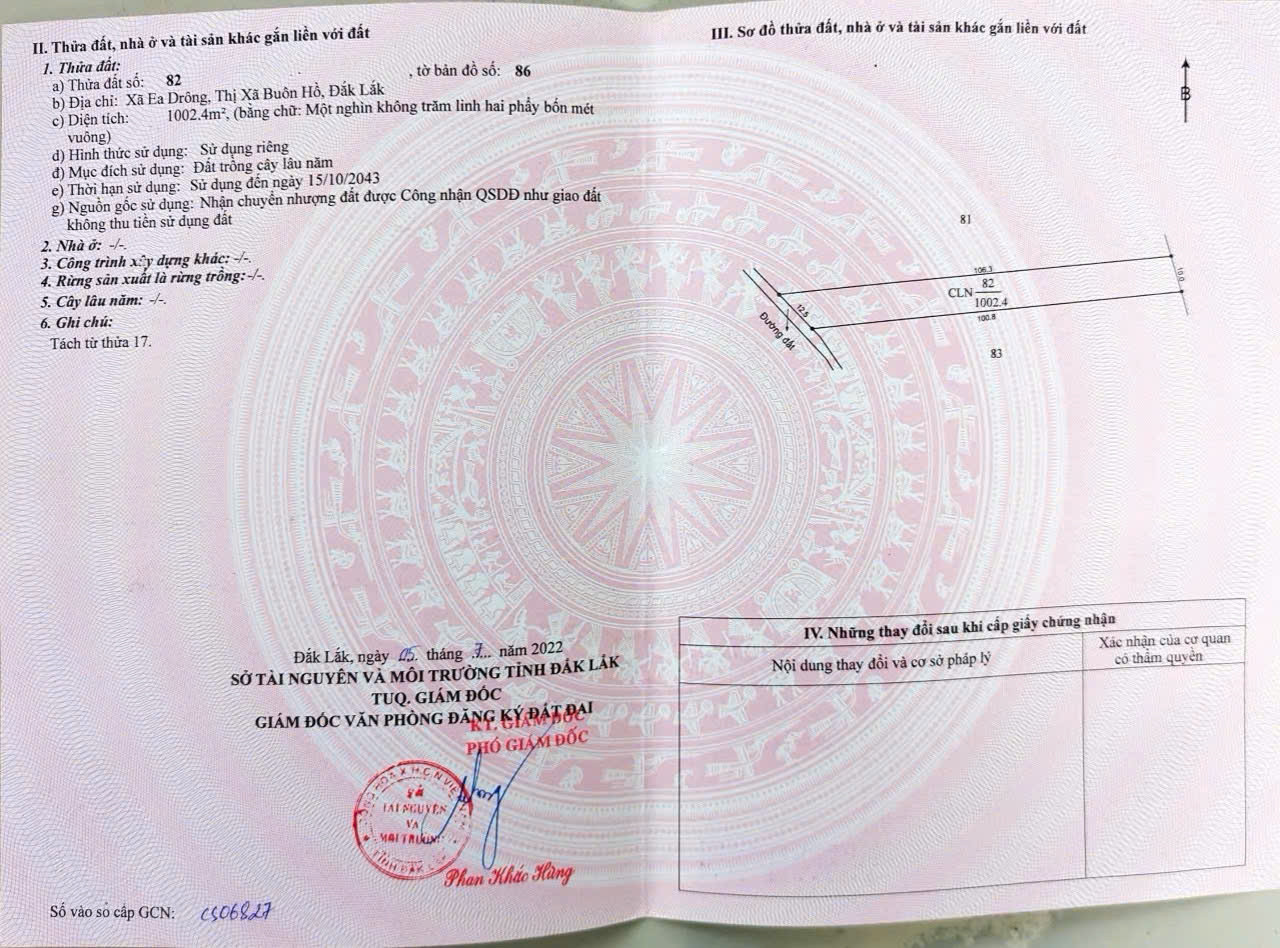 II. Thửa đất, nhà ở và tài sản khác gắn liền với đất
1. Thửa đất:
a) Thửa đất số: 82 , tờ bản đồ số: 86
b) Địa chỉ: Xã Ea Drông, Thị Xã Buôn Hồ, Đắk Lắk
c) Diện tích: 1002.4m², (bằng chữ: Một nghìn không trăm linh hai phẩy bốn mét
vuông)
d) Hình thức sử dụng: Sử dụng riêng
đ) Mục đích sử dụng: Đất trồng cây lâu năm
e) Thời hạn sử dụng: Sử dụng đến ngày 15/10/2043
g) Nguồn gốc sử dụng: Nhận chuyển nhượng đất được Công nhận QSDĐ như giao đất
không thu tiền sử dụng đất
2. Nhà ở: -/-.
3. Công trình xây dựng khác: -/-.
4. Rừng sản xuất là rừng trồng:-/-.
5. Cây lâu năm: -/-.
6. Ghi chú:
Tách từ thửa 17.
Đắk Lắk, ngày 05. tháng .7... năm 2022
SỞ TÀI NGUYÊN VÀ MÔI TRƯỜNG TỈNH ĐẮK LẮK
TUQ. GIÁM ĐỐC
GIÁM ĐỐC VĂN PHÒNG ĐĂNG KÝ ĐẤT ĐAI
KT. GIÁM ĐỐC
PHÓ GIÁM ĐỐC
SỞ
TÀI NGUYÊN
VÀ
MÔI TRƯỜNG
TỈNH ĐẮK LẮK
Phan Khắc Hùng
Số vào sổ cấp GCN: CS06827
III. Sơ đồ thửa đất, nhà ở và tài sản khác gắn liền với đất
B
81
106.3
10.0
82
CLN
1002.4
12.5
100.8
Đường đất
83
IV. Những thay đổi sau khi cấp giấy chứng nhận
Nội dung thay đổi và cơ sở pháp lý
Xác nhận của cơ quan
có thẩm quyền